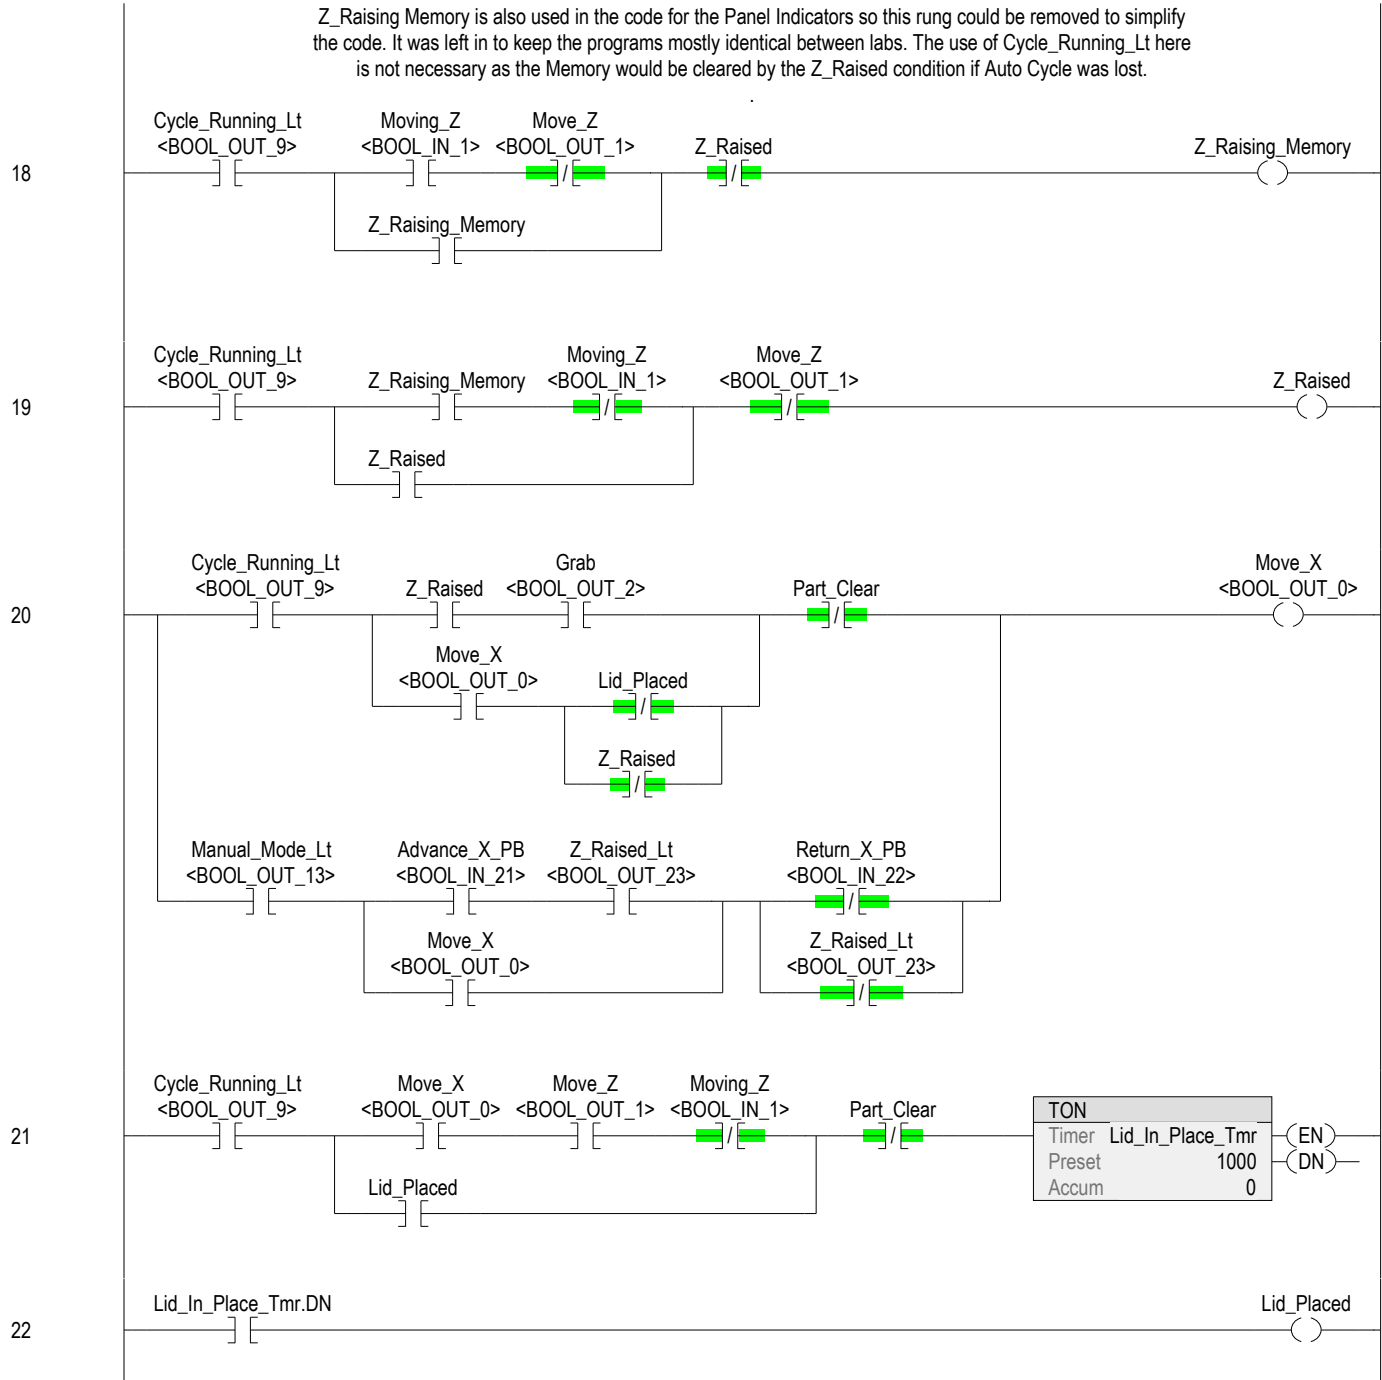 Z_Raising Memory is also used in the code for the Panel Indicators so this rung could be removed to simplify
the code. It was left in to keep the programs mostly identical between labs. The use of Cycle_Running_Lt here
is not necessary as the Memory would be cleared by the Z_Raised condition if Auto Cycle was lost.
.
Cycle_Running_Lt Moving_Z Move_Z
<BOOL_OUT_9> <BOOL_IN_1> <BOOL_OUT_1> Z_Raised Z_Raising_Memory
18
Z_Raising_Memory
Cycle_Running_Lt Moving_Z Move_Z
<BOOL_OUT_9> Z_Raising_Memory <BOOL_IN_1> <BOOL_OUT_1> Z_Raised
19
Z_Raised
Cycle_Running_Lt Grab Move_X
<BOOL_OUT_9> Z_Raised <BOOL_OUT_2> Part_Clear <BOOL_OUT_0>
20
Move_X
<BOOL_OUT_0> Lid_Placed
Z_Raised
Manual_Mode_Lt Advance_X_PB Z_Raised_Lt Return_X_PB
<BOOL_OUT_13> <BOOL_IN_21> <BOOL_OUT_23> <BOOL_IN_22>
Move_X Z_Raised_Lt
<BOOL_OUT_0> <BOOL_OUT_23>
Cycle_Running_Lt Move_X Move_Z Moving_Z
<BOOL_OUT_9> <BOOL_OUT_0> <BOOL_OUT_1> <BOOL_IN_1> Part_Clear TON
21 Timer Lid_In_Place_Tmr EN
Preset 1000 DN
Accum 0
Lid_Placed
Lid_In_Place_Tmr.DN Lid_Placed
22